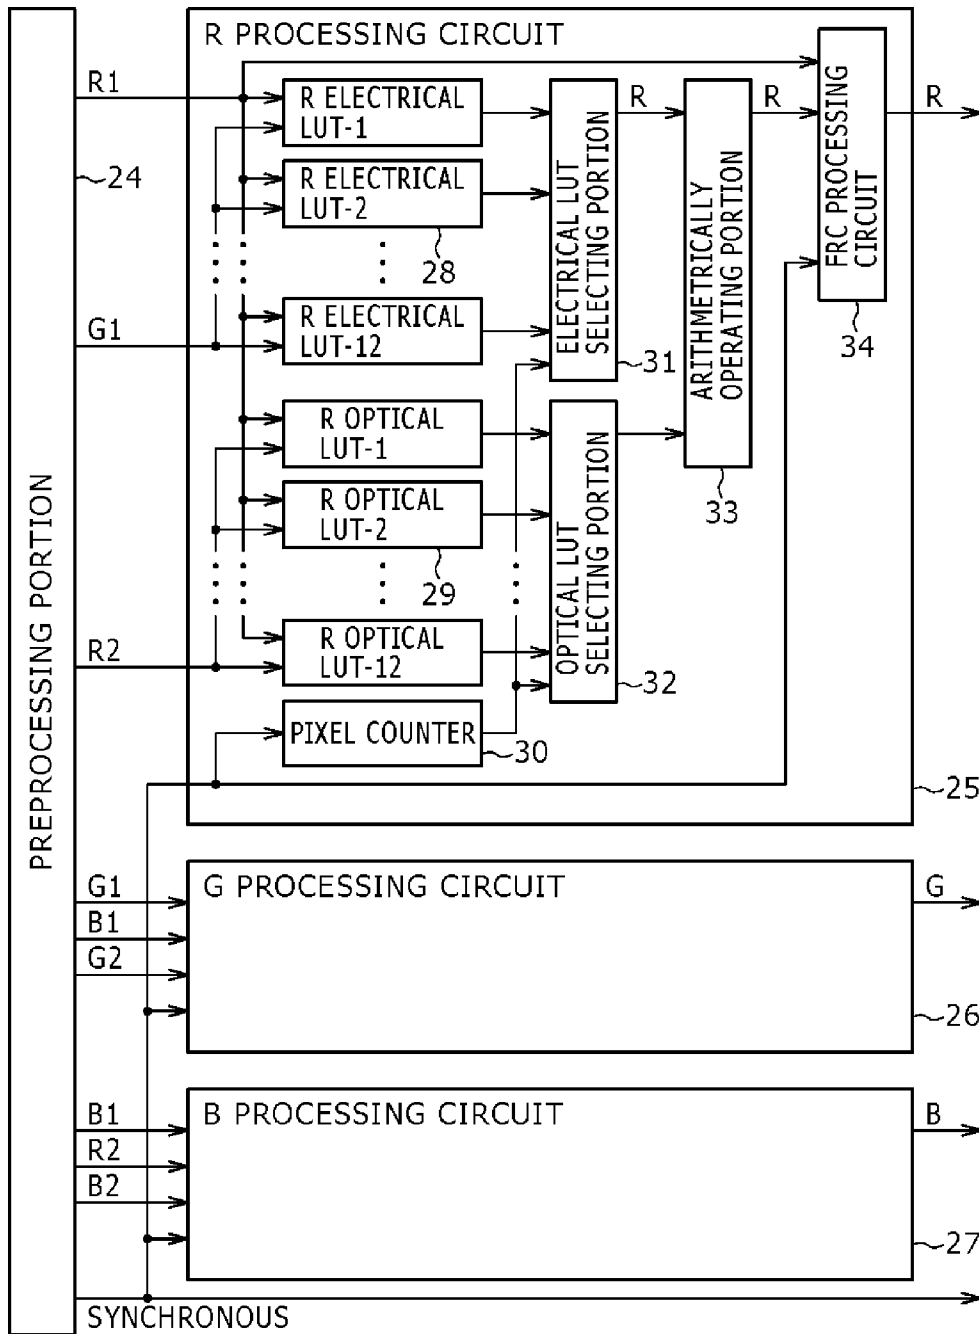 R PROCESSING CIRCUIT
R1
R ELECTRICAL
LUT-1
R
R
R
24
R ELECTRICAL
LUT-2
28
ELECTRICAL LUT
SELECTING PORTION
ARITHMETRICALLY
OPERATING PORTION
FRC PROCESSING
CIRCUIT
G1
R ELECTRICAL
LUT-12
31
34
R OPTICAL
LUT-1
R OPTICAL
LUT-2
29
OPTICAL LUT
SELECTING PORTION
33
PREPROCESSING PORTION
R2
R OPTICAL
LUT-12
32
PIXEL COUNTER
30
25
G1
G PROCESSING CIRCUIT
G
B1
G2
26
B1
B PROCESSING CIRCUIT
B
R2
B2
27
SYNCHRONOUS